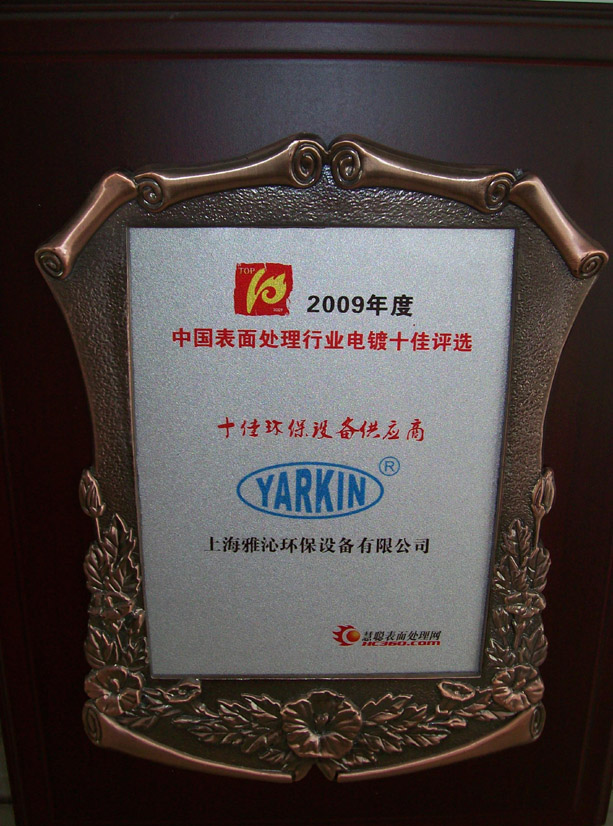 TOP
2009年度
中国表面处理行业电镀十佳评选
十佳环保设备供应商
YARKIN®
上海雅沁环保设备有限公司
慧聪表面处理网
HC360.com